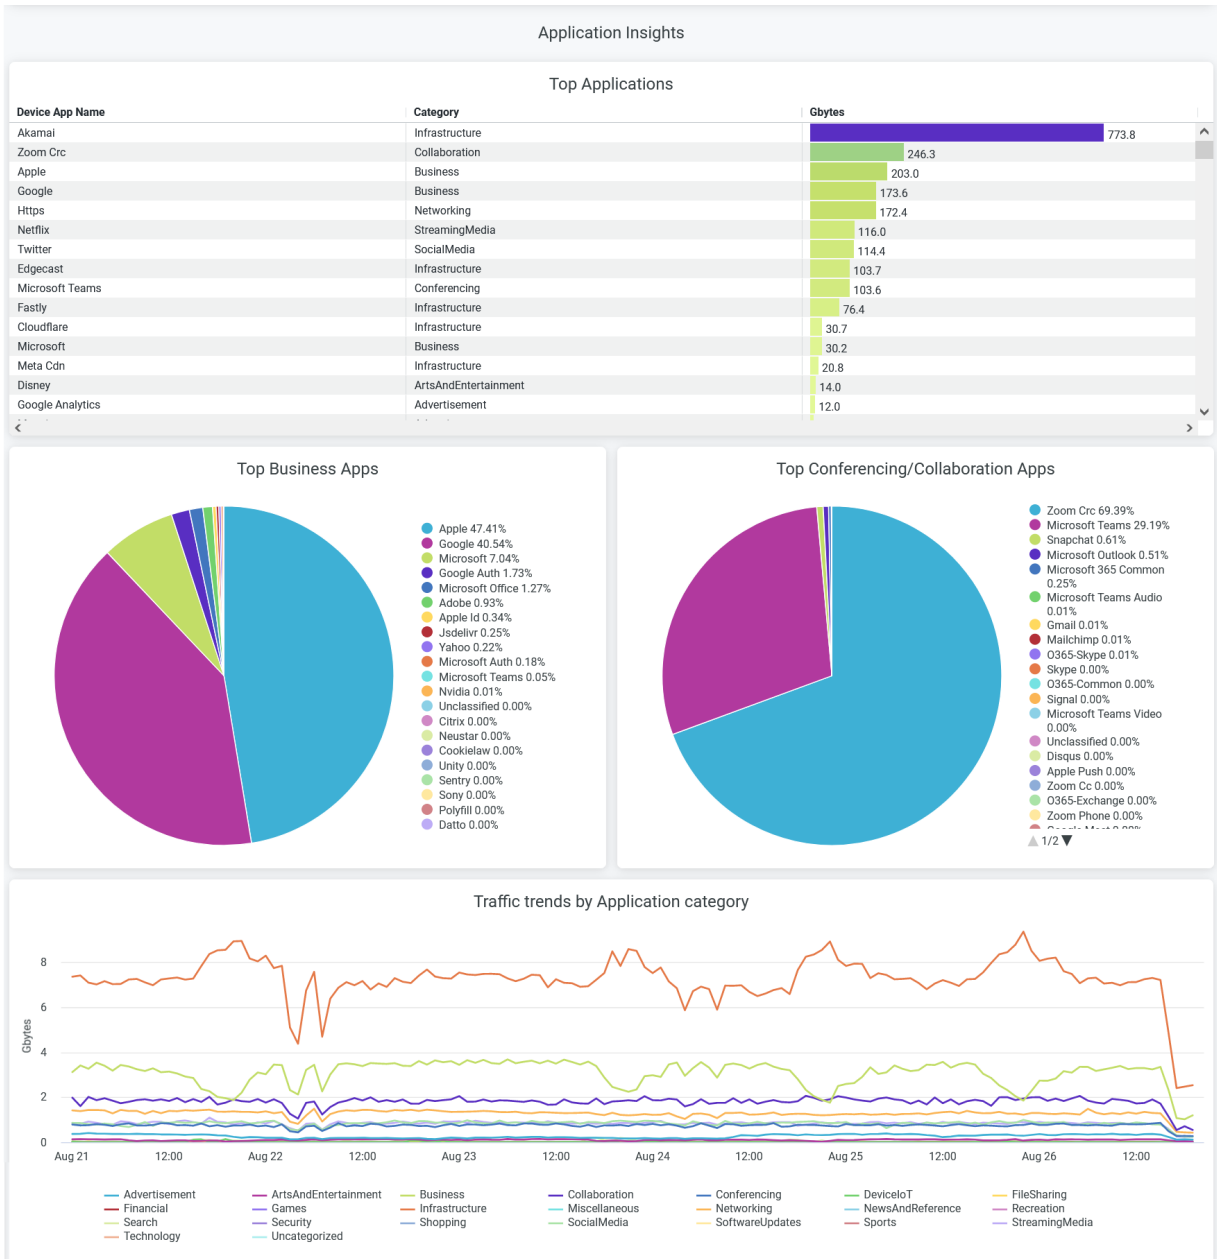 Application Insights
Top Applications
Device App Name Category Gbytes
Akamai Infrastructure 773.8
Zoom Crc Collaboration 246.3
Apple Business 203.0
Google Business 173.6
Https Networking 172.4
Netflix StreamingMedia 116.0
Twitter SocialMedia 114.4
Edgecast Infrastructure 103.7
Microsoft Teams Conferencing 103.6
Fastly Infrastructure 76.4
Cloudflare Infrastructure 30.7
Microsoft Business 30.2
Meta Cdn Infrastructure 20.8
Disney ArtsAndEntertainment 14.0
Google Analytics Advertisement 12.0
Top Business Apps
Apple 47.41%
Google 40.54%
Microsoft 7.04%
Google Auth 1.73%
Microsoft Office 1.27%
Adobe 0.93%
Apple Id 0.34%
Jsdelivr 0.25%
Yahoo 0.22%
Microsoft Auth 0.18%
Microsoft Teams 0.05%
Nvidia 0.01%
Unclassified 0.00%
Citrix 0.00%
Neustar 0.00%
Cookielaw 0.00%
Unity 0.00%
Sentry 0.00%
Sony 0.00%
Polyfill 0.00%
Datto 0.00%
Top Conferencing/Collaboration Apps
Zoom Crc 69.39%
Microsoft Teams 29.19%
Snapchat 0.61%
Microsoft Outlook 0.51%
Microsoft 365 Common
0.25%
Microsoft Teams Audio
0.01%
Gmail 0.01%
Mailchimp 0.01%
O365-Skype 0.01%
Skype 0.00%
O365-Common 0.00%
Signal 0.00%
Microsoft Teams Video
0.00%
Unclassified 0.00%
Disqus 0.00%
Apple Push 0.00%
Zoom Cc 0.00%
O365-Exchange 0.00%
Zoom Phone 0.00%
1/2
Traffic trends by Application category
Gbytes
8
6
4
2
0
Aug 21 12:00 Aug 22 12:00 Aug 23 12:00 Aug 24 12:00 Aug 25 12:00 Aug 26 12:00
Advertisement ArtsAndEntertainment Business Collaboration Conferencing DeviceIoT FileSharing
Financial Games Infrastructure Miscellaneous Networking NewsAndReference Recreation
Search Security Shopping SocialMedia SoftwareUpdates Sports StreamingMedia
Technology Uncategorized